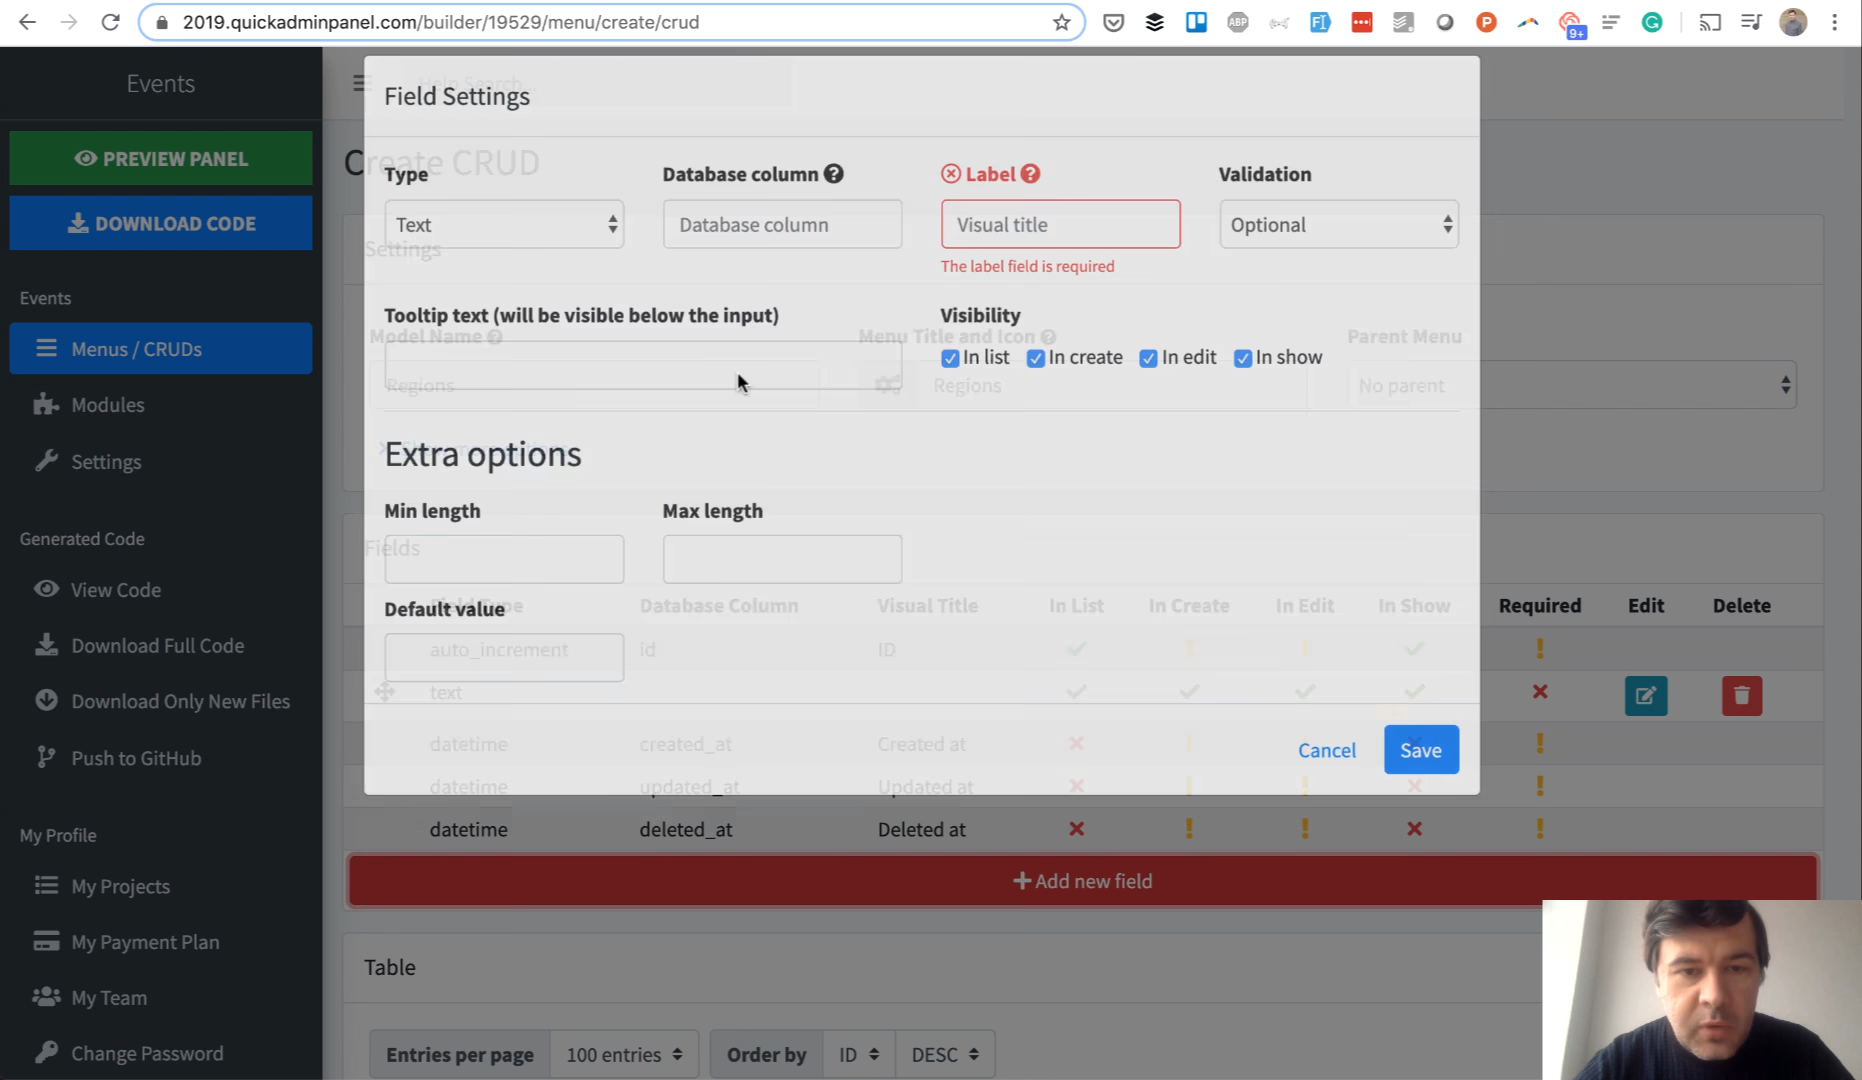 2019.quickadminpanel.com/builder/19529/menu/create/crud
ABP
9+
Events
Help Search...
Field Settings
PREVIEW PANEL
Create CRUD
Type
Database column
Label
Validation
DOWNLOAD CODE
Text
Database column
Visual title
Optional
Settings
The label field is required
Events
Tooltip text (will be visible below the input)
Visibility
Model Name
Menu Title and Icon
Parent Menu
Menus / CRUDs
In list
In create
In edit
In show
Regions
Regions
No parent
Modules
Extra options
Settings
Min length
Max length
Generated Code
Fields
View Code
Default value
Field Type
Database Column
Visual Title
In List
In Create
In Edit
In Show
Required
Edit
Delete
Download Full Code
auto_increment
id
ID
text
Download Only New Files
datetime
created_at
Created at
Cancel
Save
Push to GitHub
datetime
updated_at
Updated at
My Profile
datetime
deleted_at
Deleted at
My Projects
Add new field
My Payment Plan
Table
My Team
Change Password
Entries per page
100 entries
Order by
ID
DESC